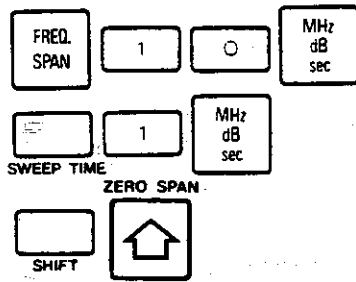 FREQ. SPAN
1
0
MHz dB sec
SWEEP TIME
1
MHz dB sec
ZERO SPAN
SHIFT